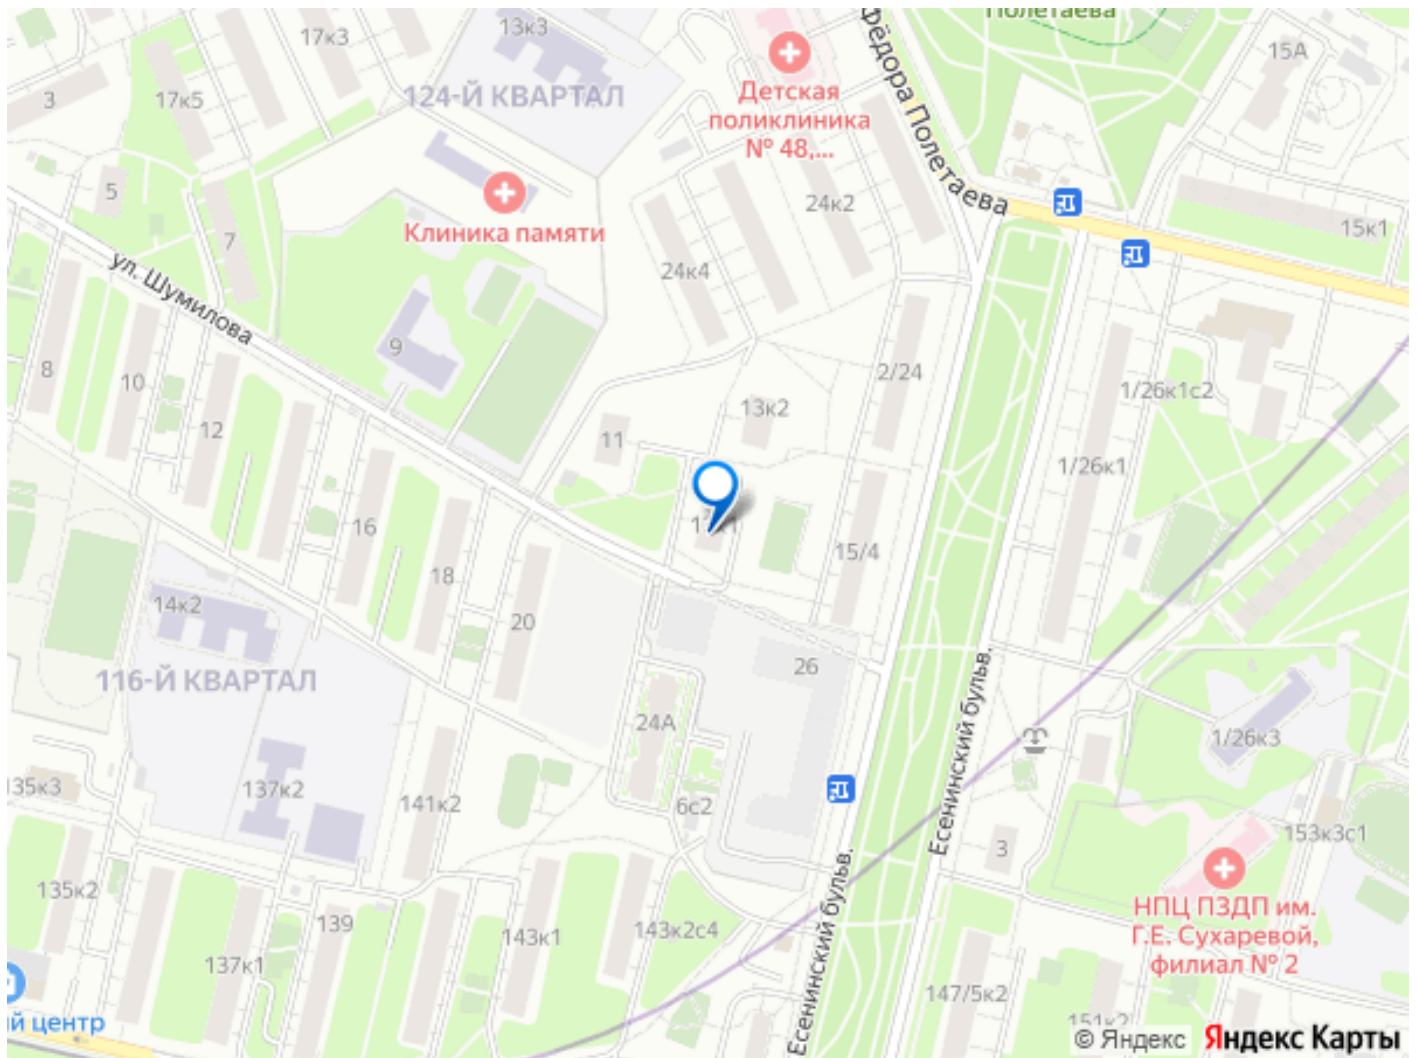 13к3
Полетаева
17к3
15А
3
17к5
124-Й КВАРТАЛ
Детская
поликлиника
№ 48,...
Фёдора Полетаева
5
24к2
15к1
7
Клиника памяти
24к4
ул. Шумилова
9
8
10
2/24
1/26к1с2
12
13к2
11
1/26к1
16
15/4
18
14к2
20
26
116-Й КВАРТАЛ
24А
1/26к3
135к3
137к2
141к2
6с2
Есенинский бульв.
3
153к3с1
135к2
139
143к1
143к2с4
Есенинский бульв.
НПЦ ПЗДП им.
Г.Е. Сухаревой,
филиал № 2
137к1
147/5к2
й центр
151к2
© Яндекс Яндекс Карты